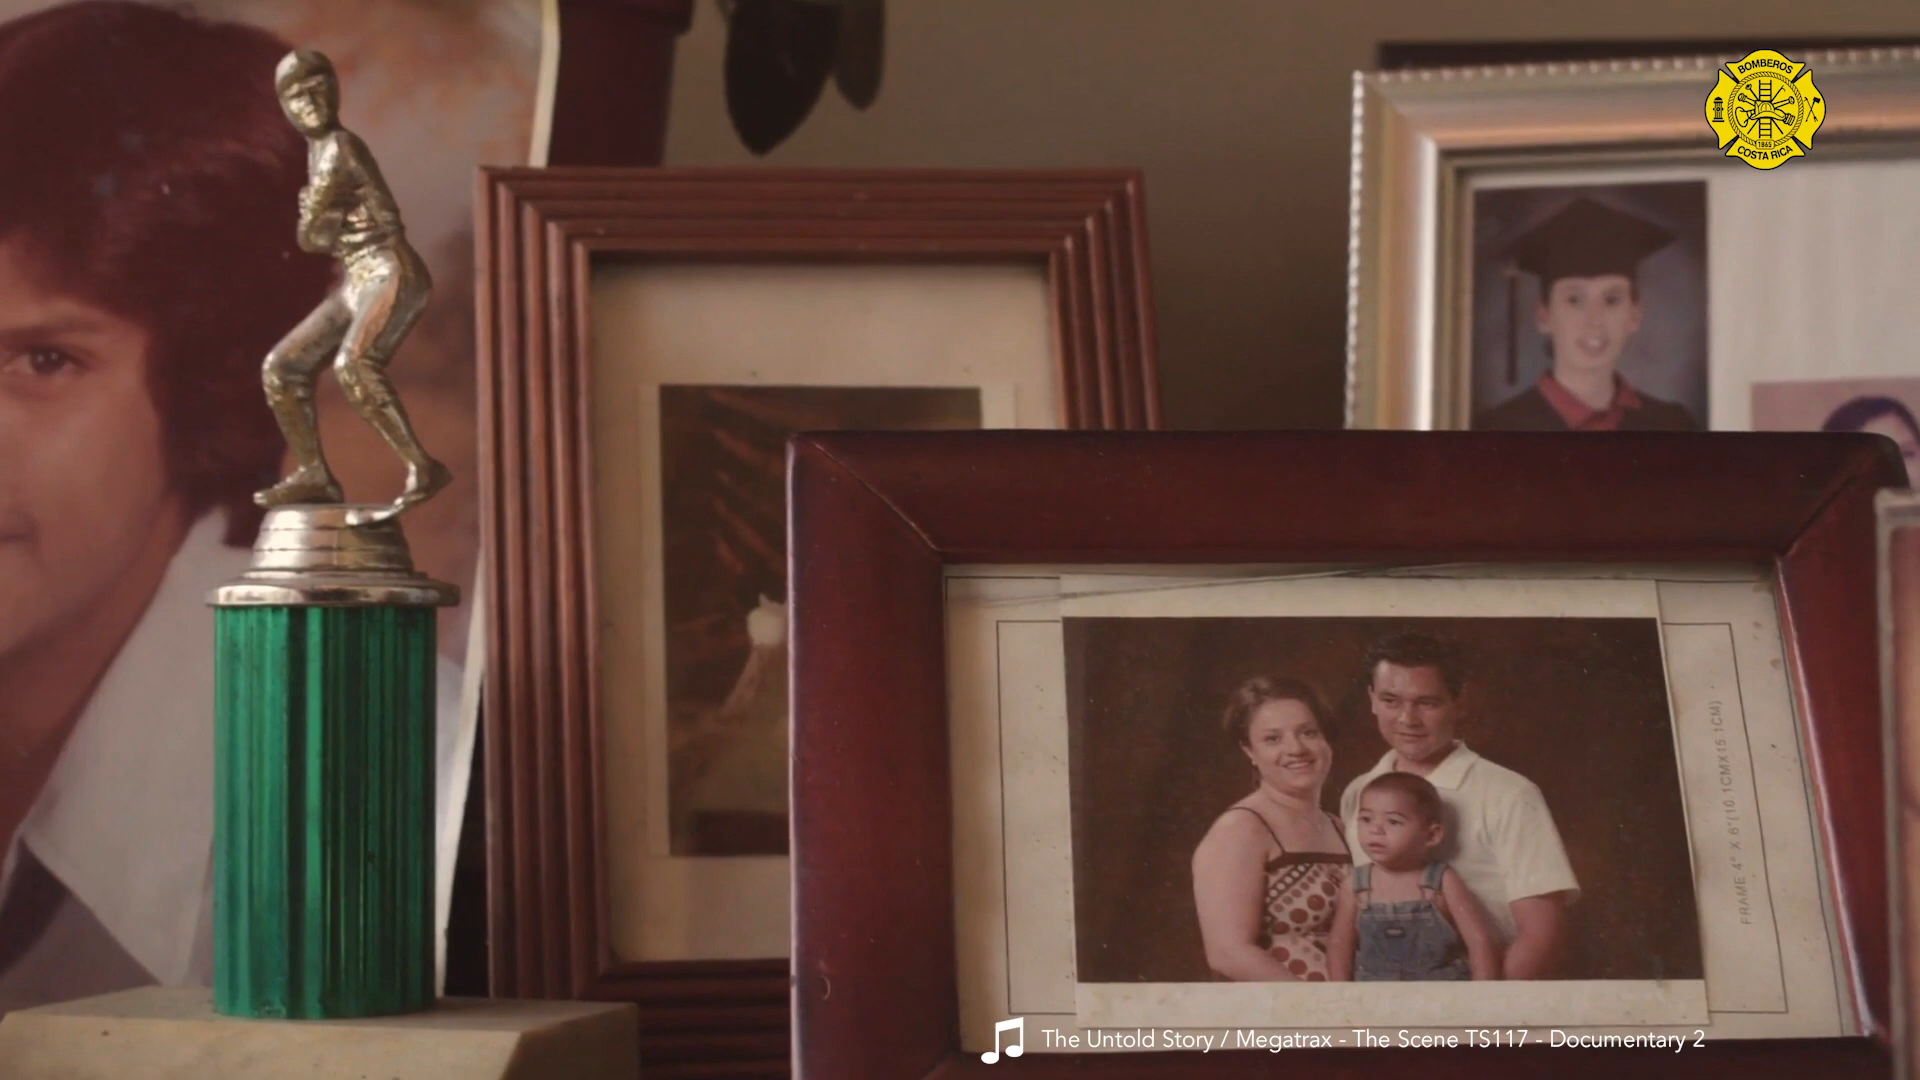 BOMBEROS
1865
COSTA RICA
FRAME 4" X 6"(10.1CMX15.1CM)
The Untold Story / Megatrax - The Scene TS117 - Documentary 2